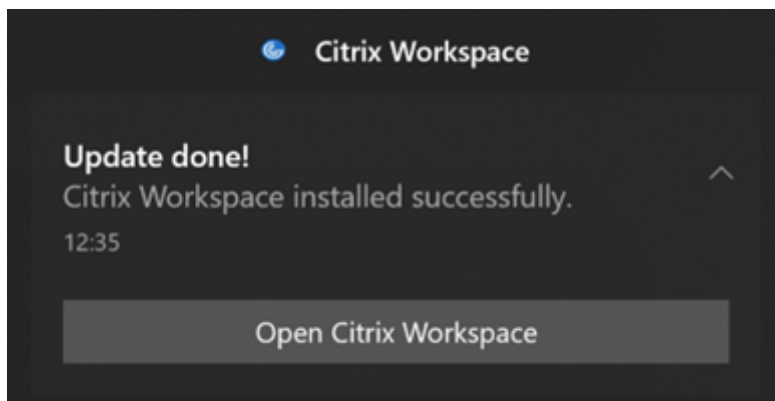 Citrix Workspace
Update done!
Citrix Workspace installed successfully.
12:35
Open Citrix Workspace